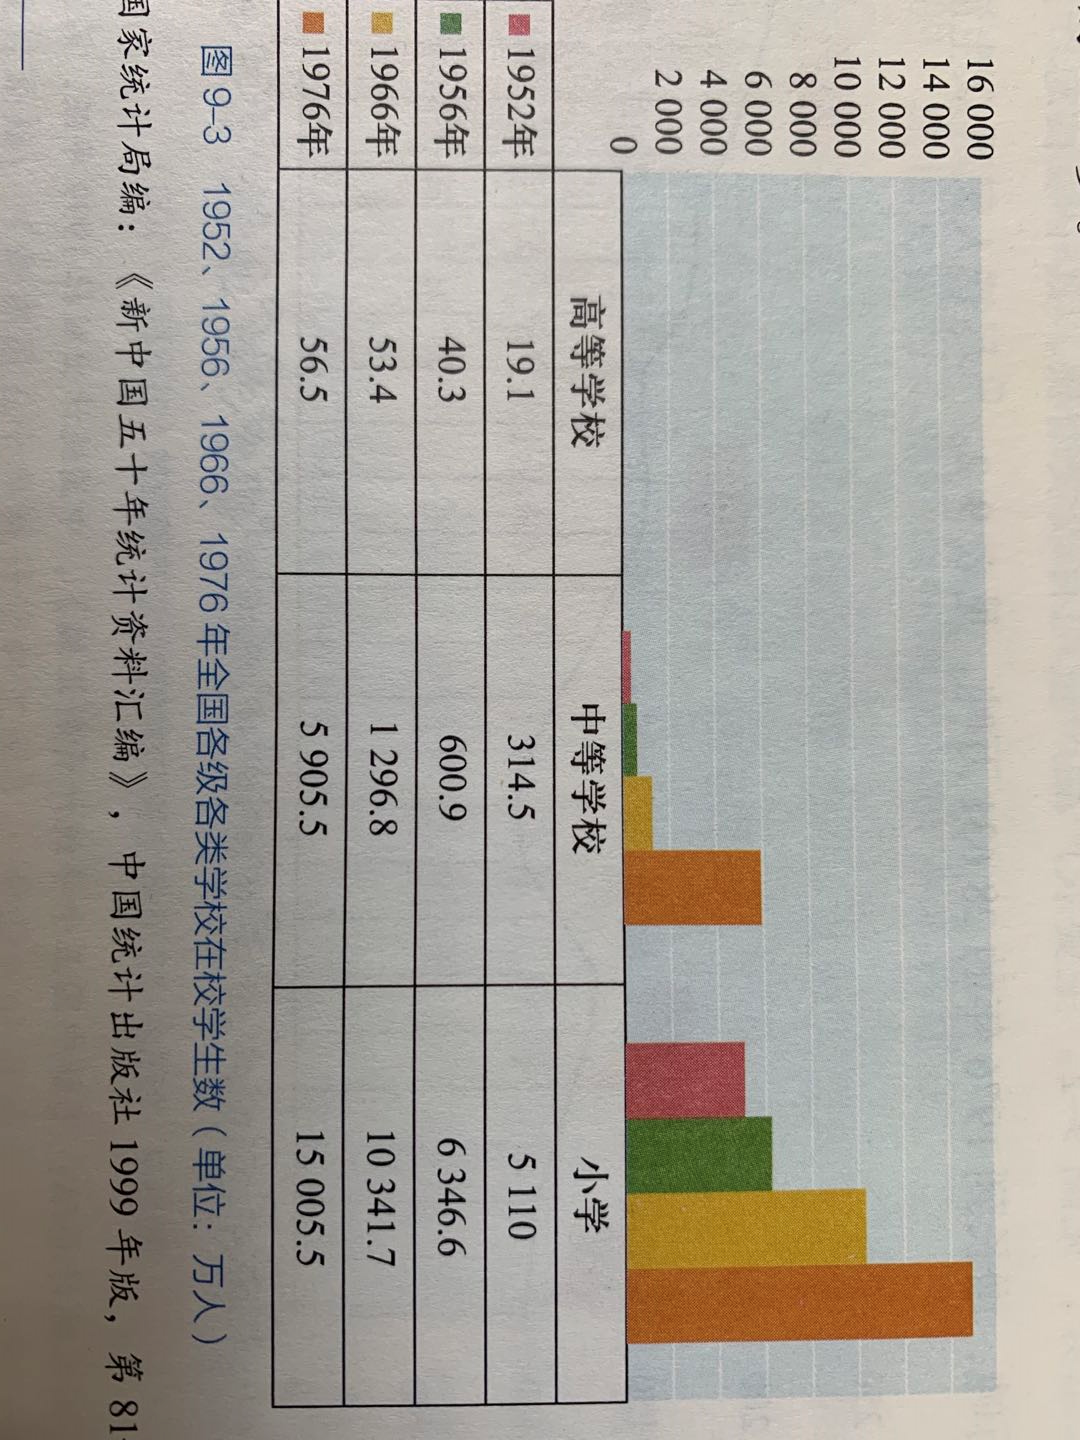 16 000
14 000
12 000
10 000
8 000
6 000
4 000
2 000
0
高等学校 中等学校 小学
1952年 19.1 314.5 5 110
1956年 40.3 600.9 6 346.6
1966年 53.4 1 296.8 10 341.7
1976年 56.5 5 905.5 15 005.5
图 9-3 1952、1956、1966、1976 年全国各级各类学校在校学生数（单位：万人）
国家统计局编：《新中国五十年统计资料汇编》，中国统计出版社 1999 年版，第 81